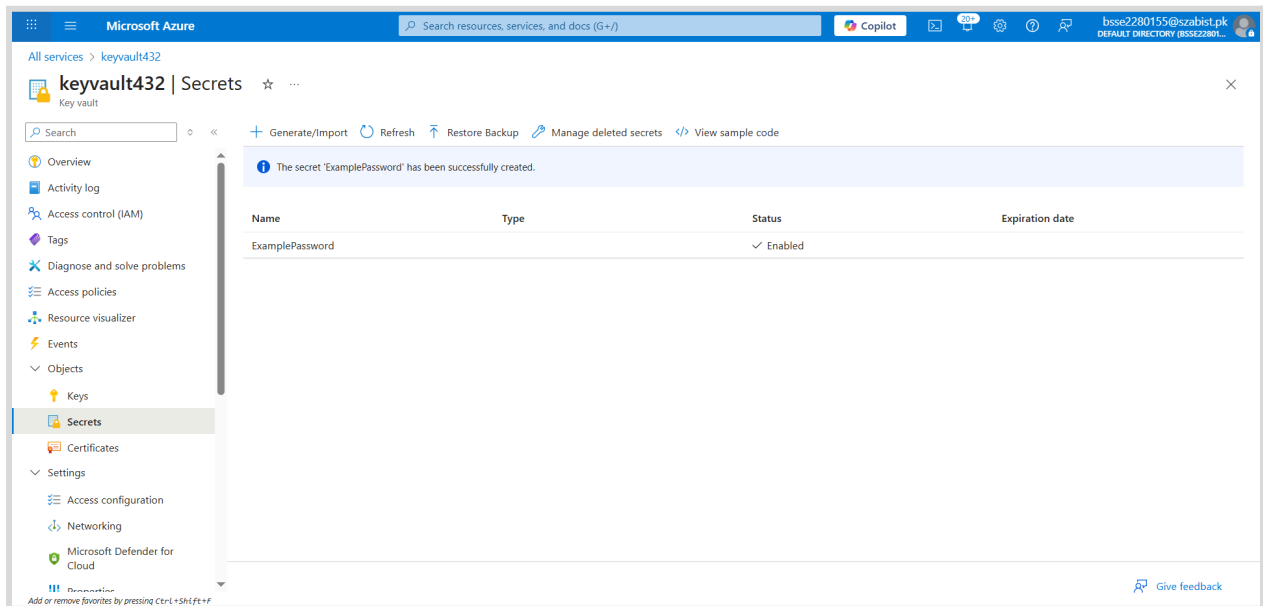 Microsoft Azure
Search resources, services, and docs (G+/)
Copilot
20+
bsse2280155@szabist.pk
DEFAULT DIRECTORY (BSSE22801...
All services > keyvault432
keyvault432 | Secrets
Key vault
Search
Generate/Import
Refresh
Restore Backup
Manage deleted secrets
View sample code
Overview
Activity log
Access control (IAM)
Tags
Diagnose and solve problems
Access policies
Resource visualizer
Events
Objects
Keys
Secrets
Certificates
Settings
Access configuration
Networking
Microsoft Defender for
Cloud
Properties
Add or remove favorites by pressing Ctrl+Shift+F
The secret 'ExamplePassword' has been successfully created.
Name Type Status Expiration date
ExamplePassword Enabled
Give feedback